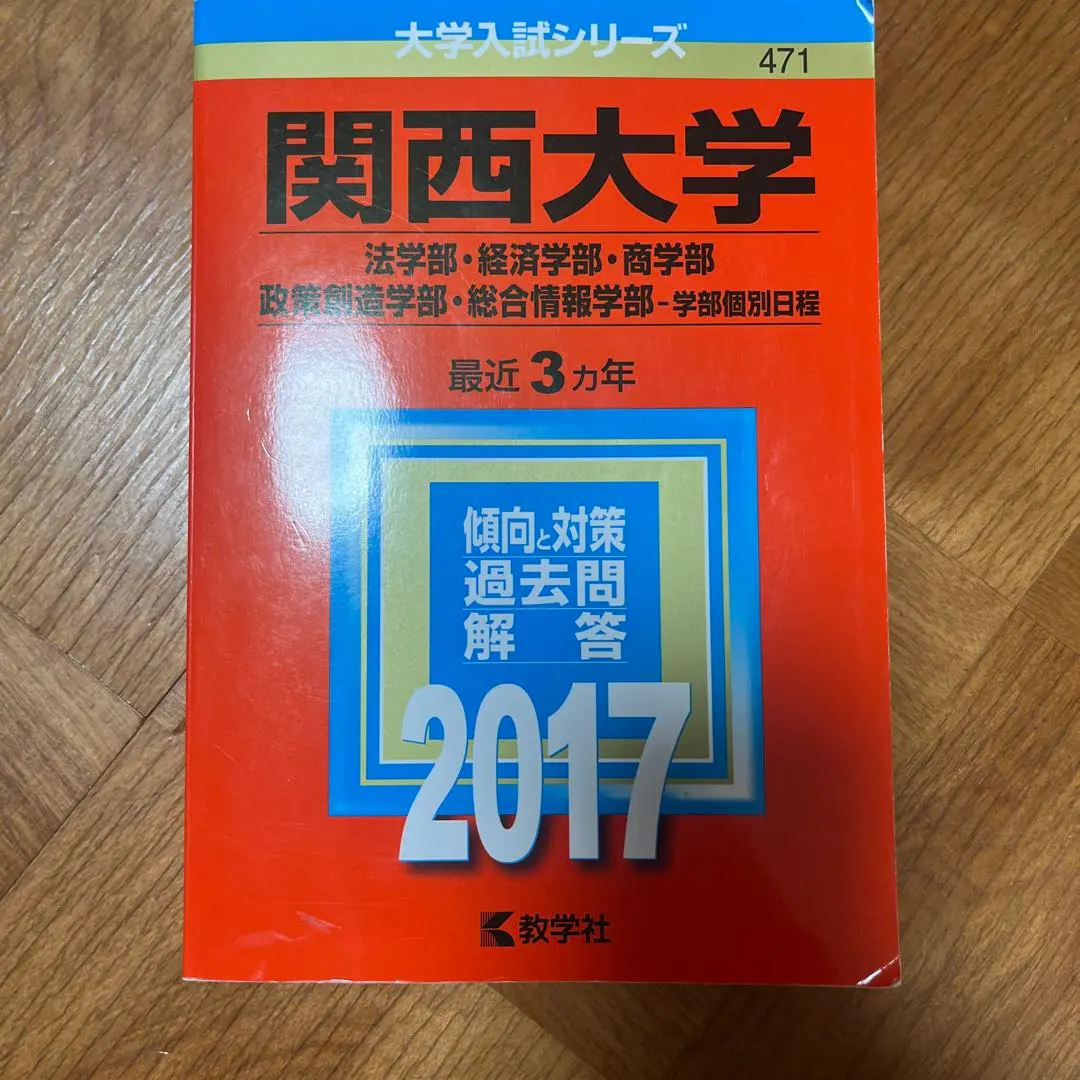 大学入試シリーズ
471
関西大学
法学部・経済学部・商学部
政策創造学部・総合情報学部-学部個別日程
最近3カ年
傾向と対策
過去問
解答
2017
教学社